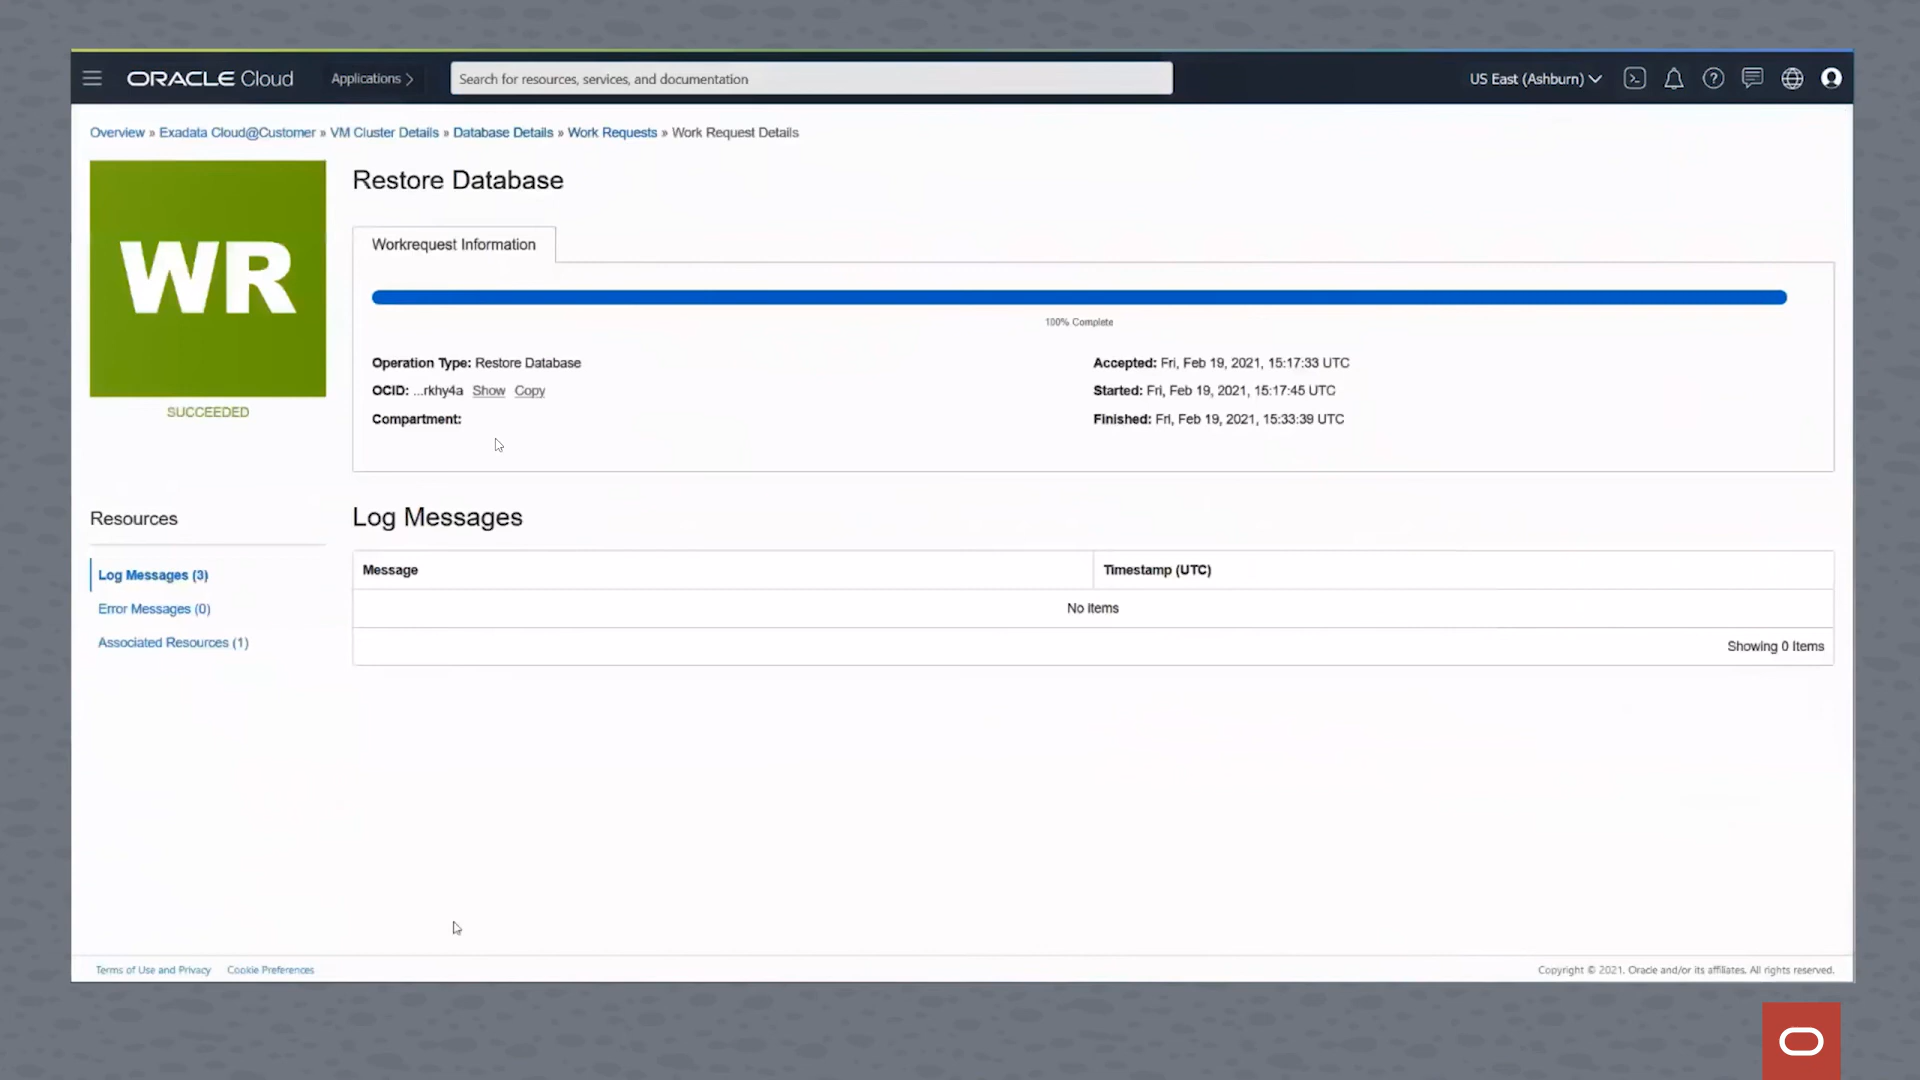 ORACLE Cloud
Applications
Search for resources, services, and documentation
US East (Ashburn)
Overview » Exadata Cloud@Customer » VM Cluster Details » Database Details » Work Requests » Work Request Details
WR
SUCCEEDED
Restore Database
Workrequest Information
100% Complete
Operation Type: Restore Database
OCID: ...rkhy4a Show Copy
Compartment:
Accepted: Fri, Feb 19, 2021, 15:17:33 UTC
Started: Fri, Feb 19, 2021, 15:17:45 UTC
Finished: Fri, Feb 19, 2021, 15:33:39 UTC
Resources
Log Messages (3)
Error Messages (0)
Associated Resources (1)
Log Messages
Message Timestamp (UTC)
No items
Showing 0 Items
Terms of Use and Privacy Cookie Preferences
Copyright © 2021, Oracle and/or its affiliates. All rights reserved.